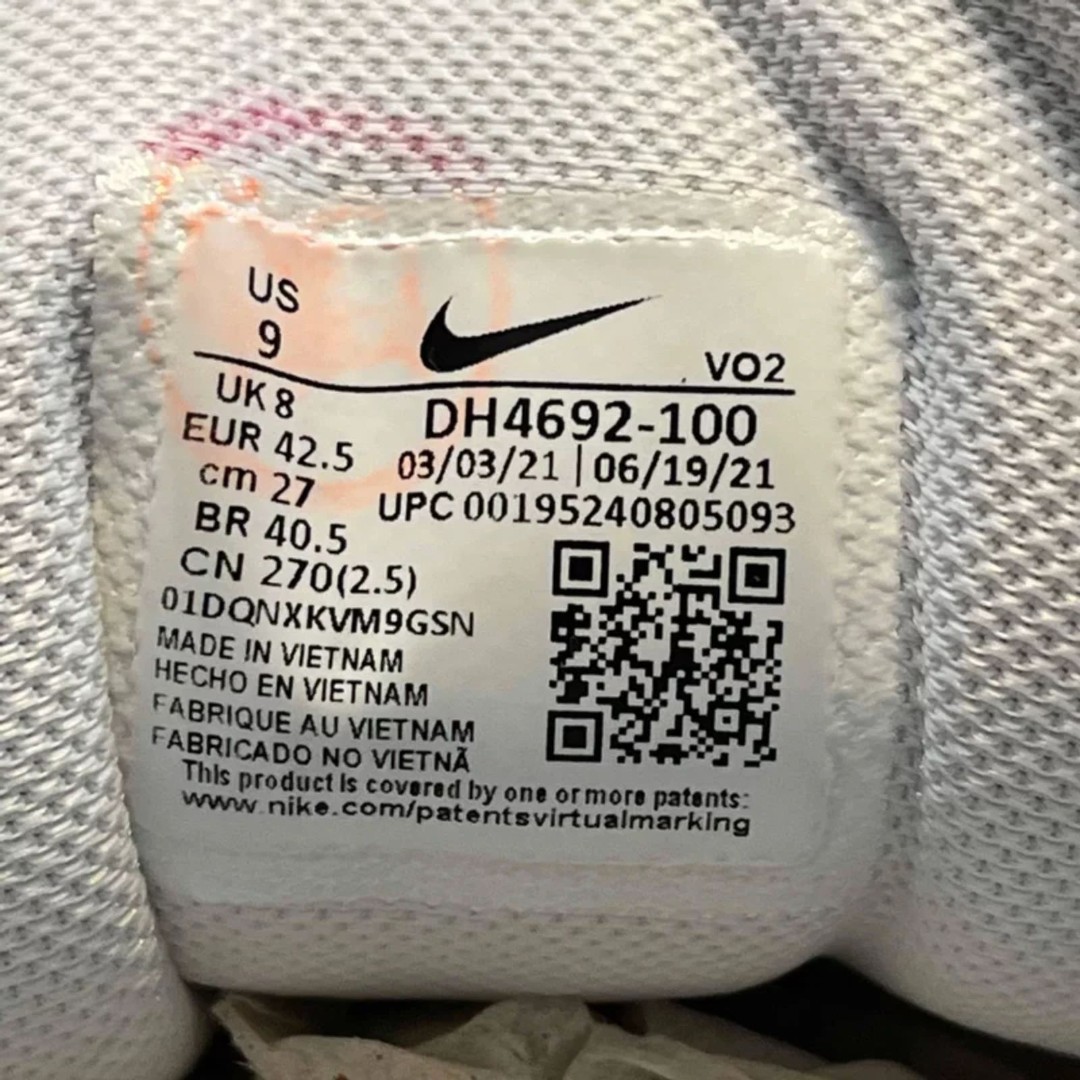 US
9
VO2
UK 8
EUR 42.5
cm 27
BR 40.5
CN 270(2.5)
DH4692-100
03/03/21 | 06/19/21
UPC 00195240805093
01DQNXKVM9GSN
MADE IN VIETNAM
HECHO EN VIETNAM
FABRIQUE AU VIETNAM
FABRICADO NO VIETNÃ
This product is covered by one or more patents:
www.nike.com/patentsvirtualmarking